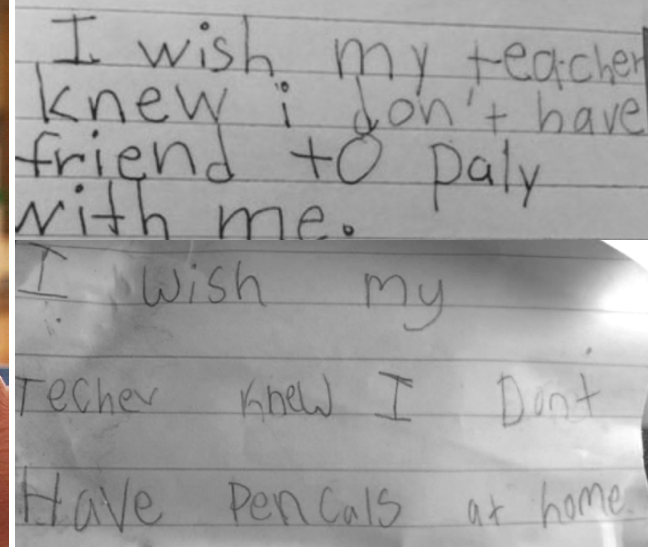 I wish my teacher
knew i don't have
friend to paly
with me.
I wish my
Techer knew I Dont
Have Pencals at home.